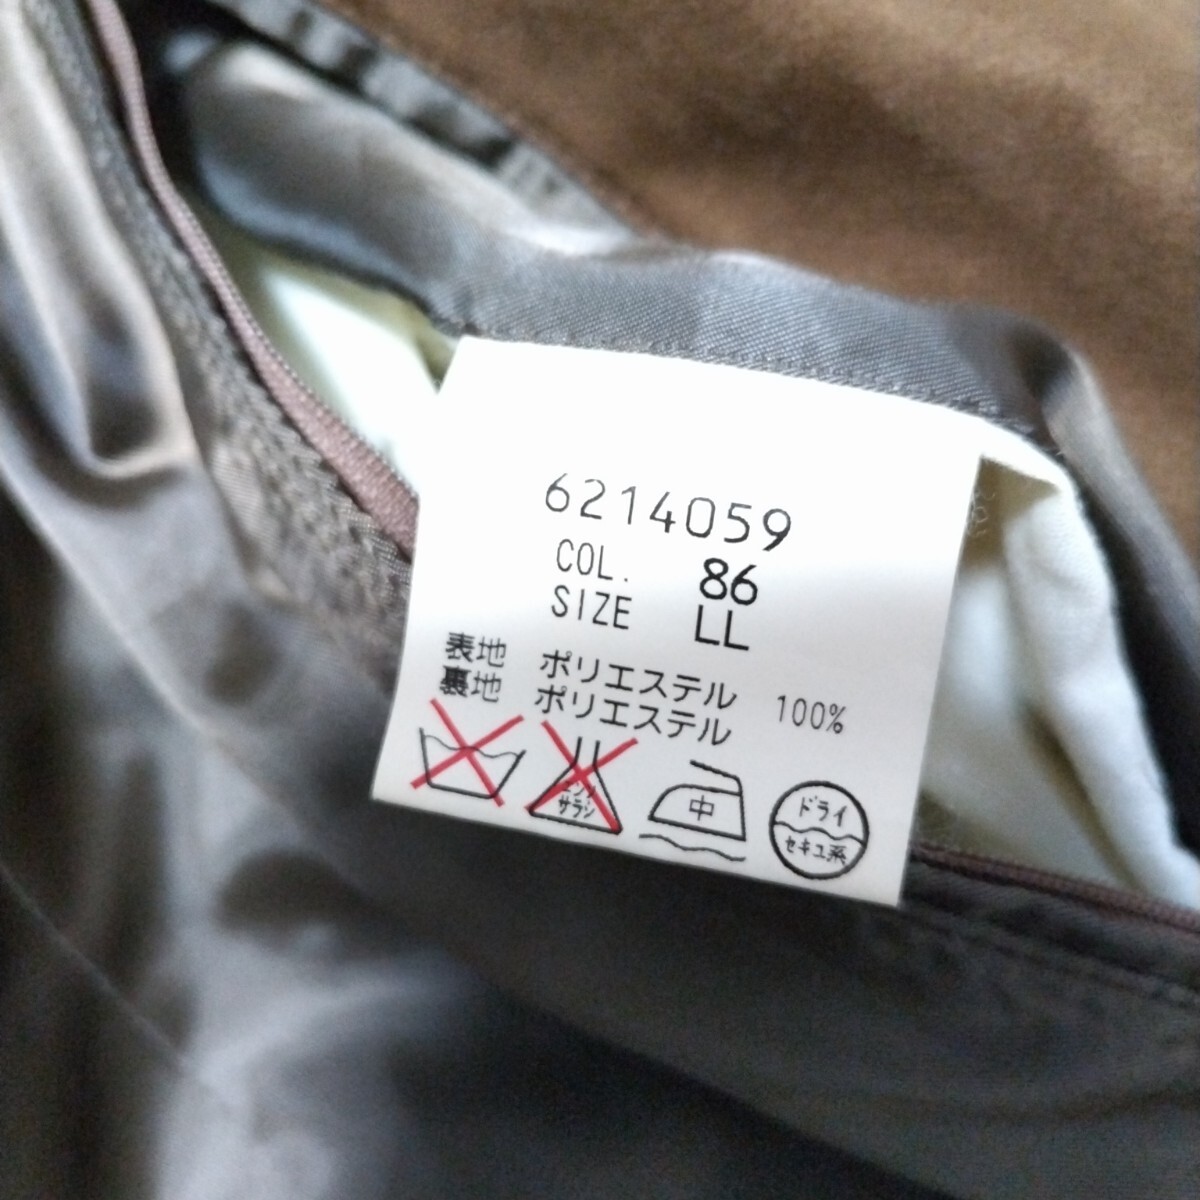 6214059
COL. 86
SIZE LL
表地 ポリエステル 100%
裏地 ポリエステル
エンソ
サラシ
中
ドライ
セキユ系